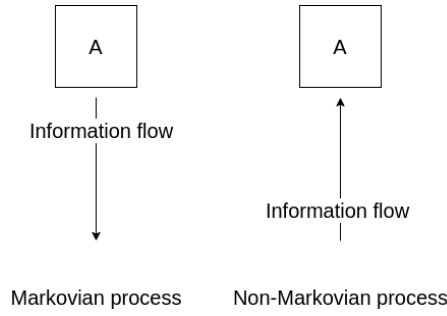 A
Information flow
Markovian process
A
Information flow
Non-Markovian process